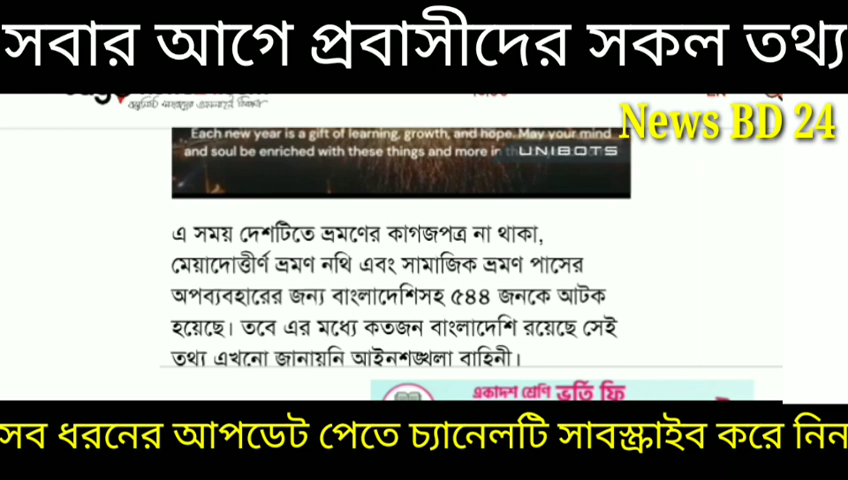 সবার আগে প্রবাসীদের সকল তথ্য
News BD 24
Each new year is a gift of learning, growth, and hope. May your mind
and soul be enriched with these things and more in
UNIBOTS
এ সময় দেশটিতে ভ্রমণের কাগজপত্র না থাকা,
মেয়াদোত্তীর্ণ ভ্রমণ নথি এবং সামাজিক ভ্রমণ পাসের
অপব্যবহারের জন্য বাংলাদেশিসহ ৫৪৪ জনকে আটক
হয়েছে। তবে এর মধ্যে কতজন বাংলাদেশি রয়েছে সেই
তথ্য এখনো জানায়নি আইনশৃঙ্খলা বাহিনী।
একাদশ শ্রেণি ভর্তি ফি
সব ধরনের আপডেট পেতে চ্যানেলটি সাবস্ক্রাইব করে নিন